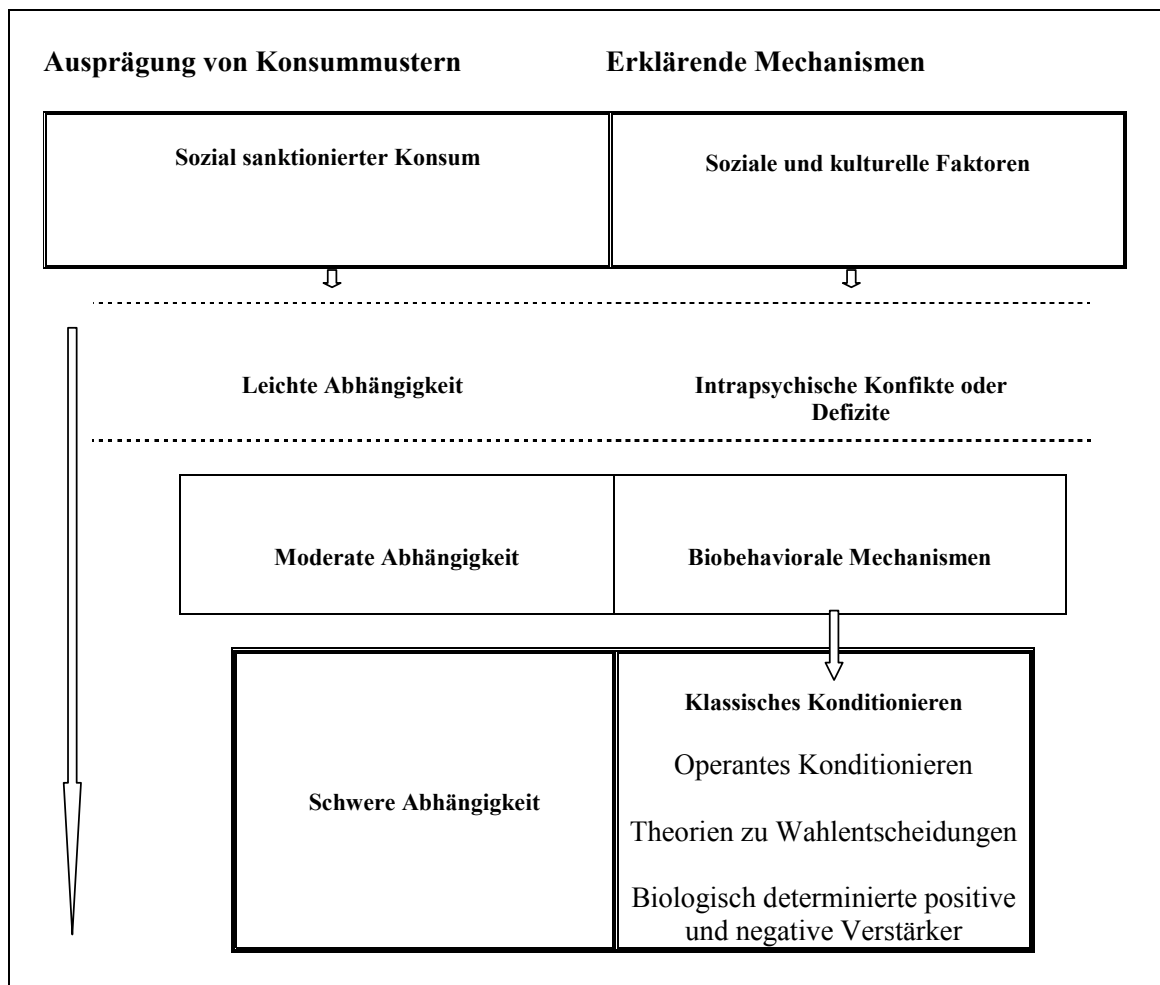 Ausprägung von Konsummustern
Erklärende Mechanismen
Sozial sanktionierter Konsum
Soziale und kulturelle Faktoren
Leichte Abhängigkeit
Intrapsychische Konfikte oder
Defizite
Moderate Abhängigkeit
Biobehaviorale Mechanismen
Schwere Abhängigkeit
Klassisches Konditionieren
Operantes Konditionieren
Theorien zu Wahlentscheidungen
Biologisch determinierte positive
und negative Verstärker